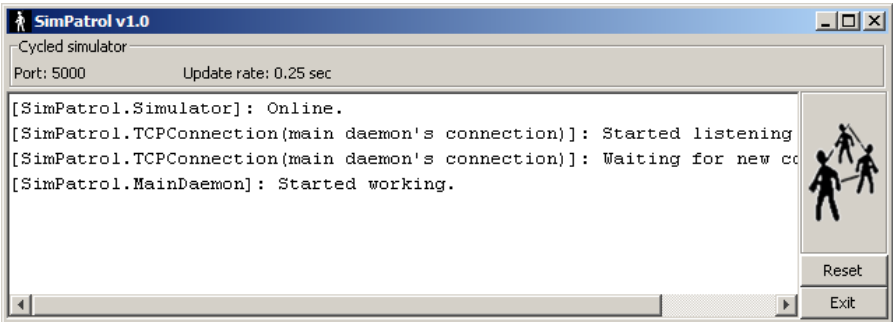 SimPatrol v1.0
Cycled simulator
Port: 5000 Update rate: 0.25 sec
[SimPatrol.Simulator]: Online.
[SimPatrol.TCPConnection(main daemon's connection)]: Started listening
[SimPatrol.TCPConnection(main daemon's connection)]: Waiting for new co
[SimPatrol.MainDaemon]: Started working.
Reset
Exit